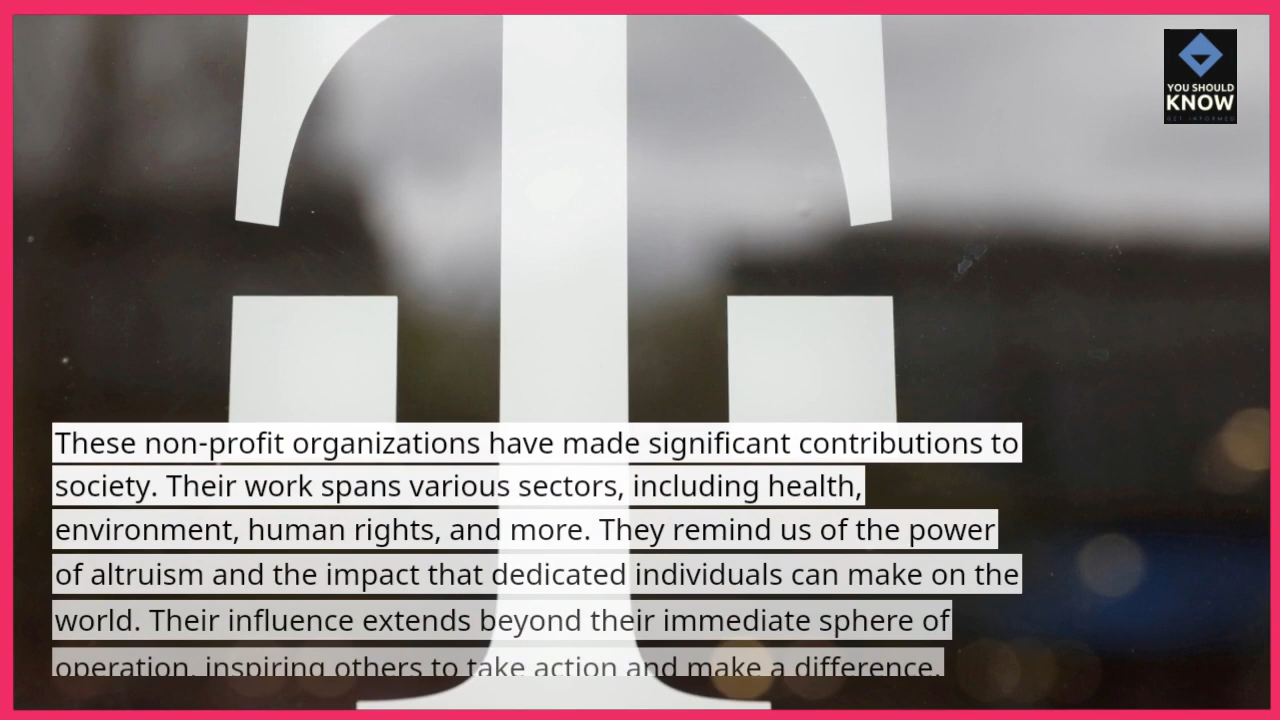 YOU SHOULD
KNOW
GET INFORMED
These non-profit organizations have made significant contributions to
society. Their work spans various sectors, including health,
environment, human rights, and more. They remind us of the power
of altruism and the impact that dedicated individuals can make on the
world. Their influence extends beyond their immediate sphere of
operation, inspiring others to take action and make a difference.